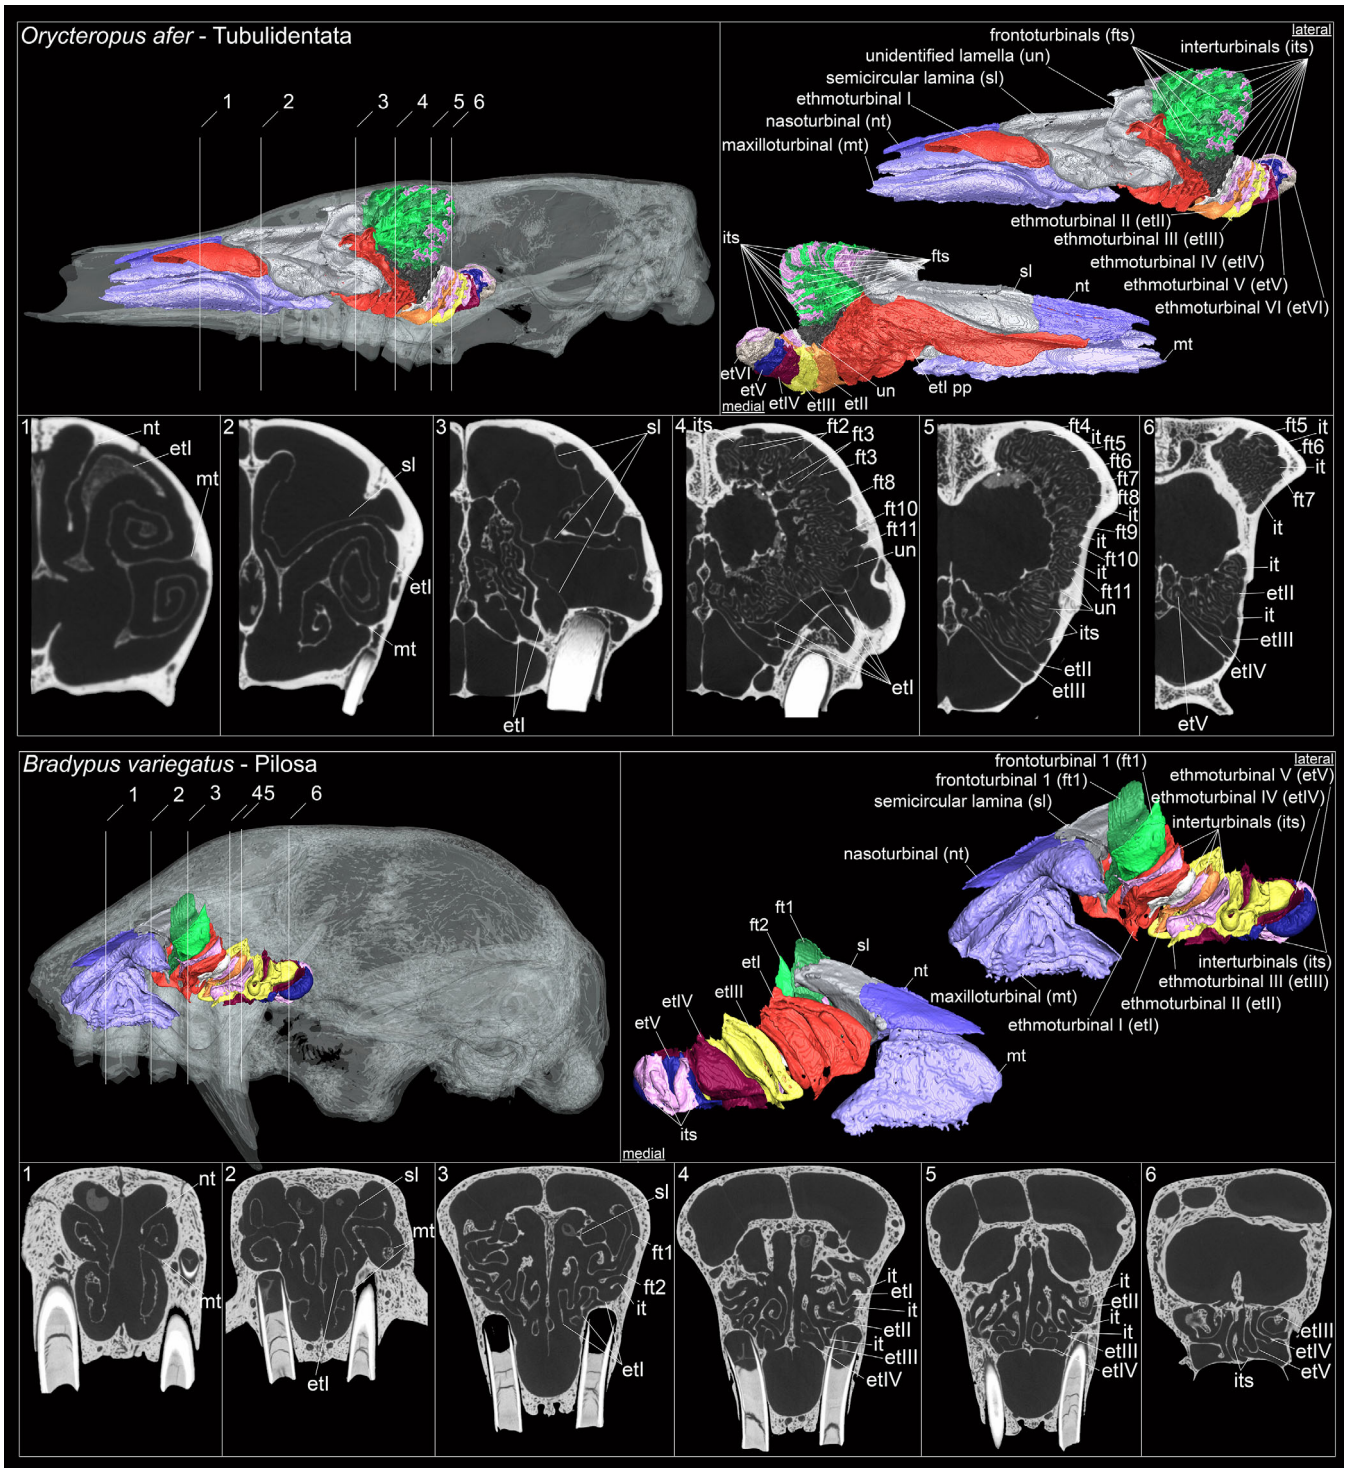 Orycteropus afer - Tubulidentata
1 2 3 4 5 6
lateral
frontoturbinals (fts)
interturbinals (its)
unidentified lamella (un)
semicircular lamina (sl)
ethmoturbinal I
nasoturbinal (nt)
maxilloturbinal (mt)
ethmoturbinal II (etII)
ethmoturbinal III (etIII)
ethmoturbinal IV (etIV)
ethmoturbinal V (etV)
ethmoturbinal VI (etVI)
its
fts
sl
nt
mt
etVI
etV
etIV
etIII
etII
un
etI pp
medial
1
nt
etI
mt
2
sl
etI
mt
3
sl
etI
4
its
ft2
ft3
ft3
ft8
ft10
ft11
un
etI
5
ft4
it
ft5
ft6
ft7
ft8
it
ft9
it
ft10
it
ft11
un
its
etII
etIII
6
ft5
it
ft6
it
ft7
it
it
etII
it
etIII
etIV
etV
Bradypus variegatus - Pilosa
1 2 3 45 6
lateral
frontoturbinal 1 (ft1)
frontoturbinal 1 (ft1)
semicircular lamina (sl)
ethmoturbinal V (etV)
ethmoturbinal IV (etIV)
interturbinals (its)
nasoturbinal (nt)
interturbinals (its)
ethmoturbinal III (etIII)
ethmoturbinal II (etII)
maxilloturbinal (mt)
ethmoturbinal I (etI)
ft1
ft2
sl
etI
nt
etIII
etIV
etV
mt
its
medial
1
nt
mt
2
sl
mt
etI
3
sl
ft1
ft2
it
etI
4
it
etI
it
etII
it
etIII
etIV
5
it
etII
it
it
etIII
etIV
6
etIII
etIV
etV
its